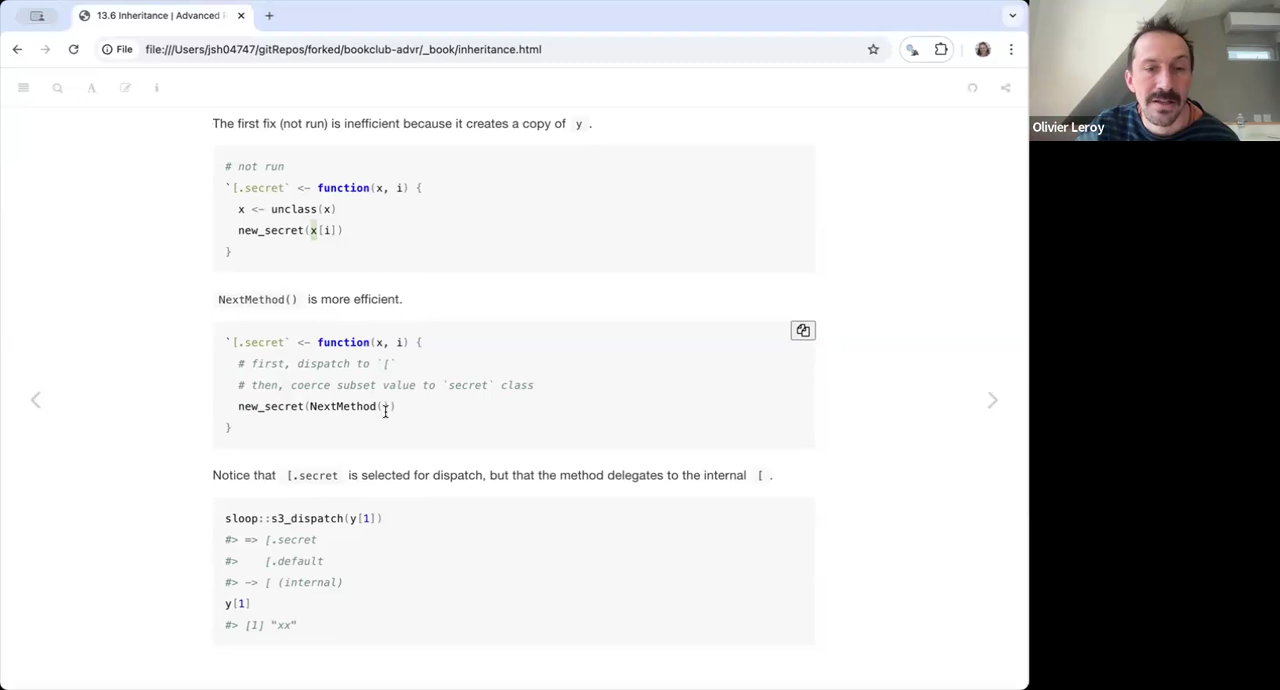 13.6 Inheritance | Advanced R
File
file:///Users/jsh04747/gitRepos/forked/bookclub-advr/_book/inheritance.html
Olivier Leroy
The first fix (not run) is inefficient because it creates a copy of y .
# not run
`[.secret` <- function(x, i) {
x <- unclass(x)
new_secret(x[i])
}
NextMethod() is more efficient.
`[.secret` <- function(x, i) {
# first, dispatch to `[`
# then, coerce subset value to `secret` class
new_secret(NextMethod())
}
Notice that [.secret is selected for dispatch, but that the method delegates to the internal [ .
sloop::s3_dispatch(y[1])
#> => [.secret
#>    [.default
#> -> [ (internal)
y[1]
#> [1] "xx"